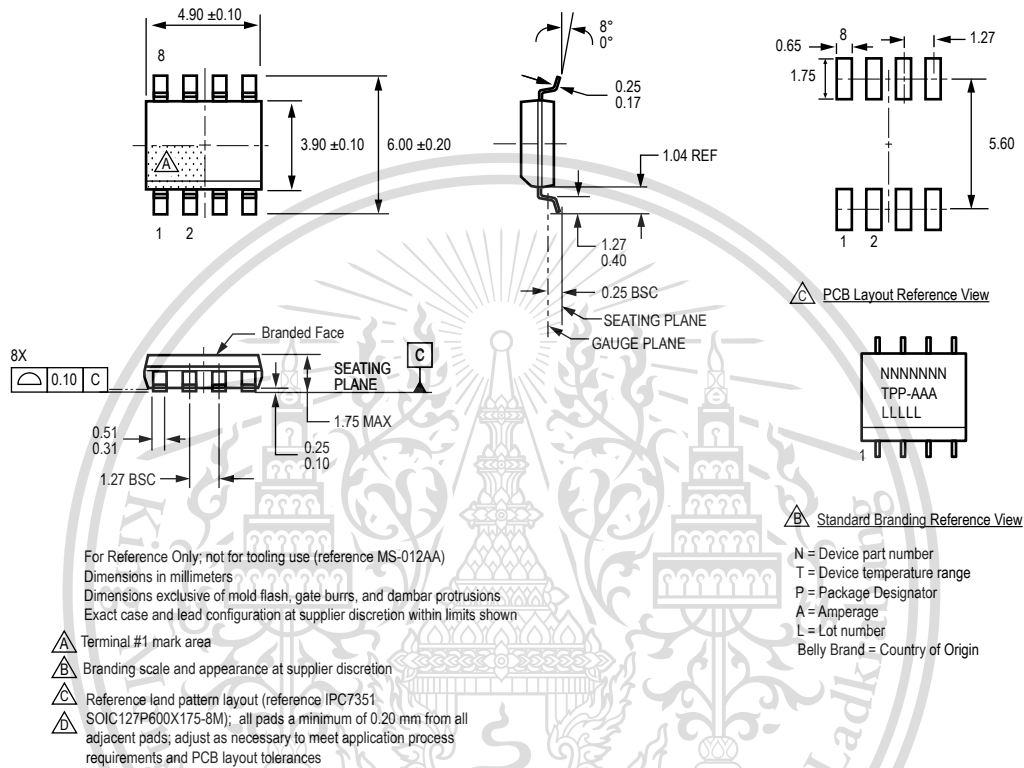 4.90 ±0.10
8
A
3.90 ±0.10
6.00 ±0.20
1 2
8°
0°
0.25
0.17
1.04 REF
1.27
0.40
0.25 BSC
SEATING PLANE
GAUGE PLANE
0.65
8
1.27
1.75
5.60
1 2
C PCB Layout Reference View
8X
0.10 C
Branded Face
SEATING
PLANE
C
1.75 MAX
0.51
0.31
0.25
0.10
1.27 BSC
NNNNNNN
TPP-AAA
LLLLL
1
B Standard Branding Reference View
N = Device part number
T = Device temperature range
P = Package Designator
A = Amperage
L = Lot number
Belly Brand = Country of Origin
For Reference Only; not for tooling use (reference MS-012AA)
Dimensions in millimeters
Dimensions exclusive of mold flash, gate burrs, and dambar protrusions
Exact case and lead configuration at supplier discretion within limits shown
A Terminal #1 mark area
B Branding scale and appearance at supplier discretion
C Reference land pattern layout (reference IPC7351
D SOIC127P600X175-8M); all pads a minimum of 0.20 mm from all
adjacent pads; adjust as necessary to meet application process
requirements and PCB layout tolerances